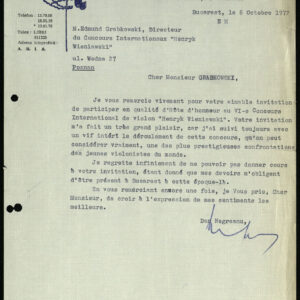 Bucarest, le 5 Octobre 1977
E N
M.Edmund Grabkowski, Directeur
du Concours Internationaux "Henryk
Wieniawski"
ul. Wodna 27
Poznan
Cher Monsieur GRABKOWSKI,
Je vous remercie vivement pour votre aimable invitation
de participer en qualité d'Hôte d'honneur au VI-e Concours
International de violon "Henryk Wieniawski". Votre invitation
m'a fait un très grand plaisir, car j'ai suivi toujours avec
un vif intérêt le déroulement de cette concours, qu'on peut
considérer vraiment, une des plus prestigieuses confrontations
des jeunes violonistes du monde.
Je regrette infiniment de ne pouvoir pas donner cours
à votre invitation, étant donné que mes devoirs m'obligent
d'être présent à Bucarest à cette époque-là.
En vous remerciant encore une fois, je Vous prie, Cher
Monsieur, de croir à l'expression de mes sentiments les
meilleurs.